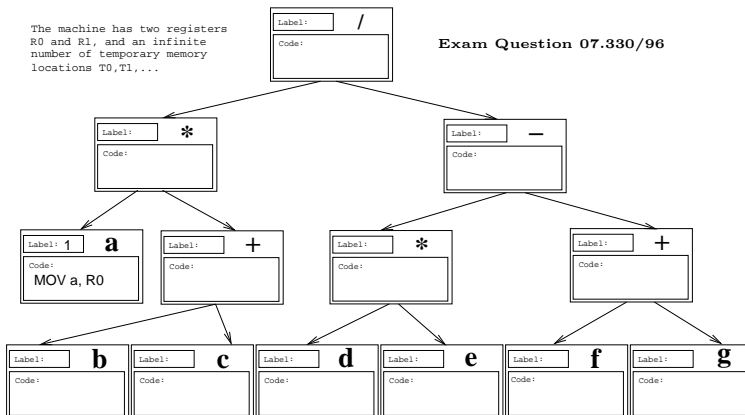 The machine has two registers
R0 and R1, and an infinite
number of temporary memory
locations T0,T1,...
Label: /
Code:
Exam Question 07.330/96
Label: *
Code:
Label: −
Code:
Label: 1 a
Code:
MOV a, R0
Label: +
Code:
Label: *
Code:
Label: +
Code:
Label: b
Code:
Label: c
Code:
Label: d
Code:
Label: e
Code:
Label: f
Code:
Label: g
Code: